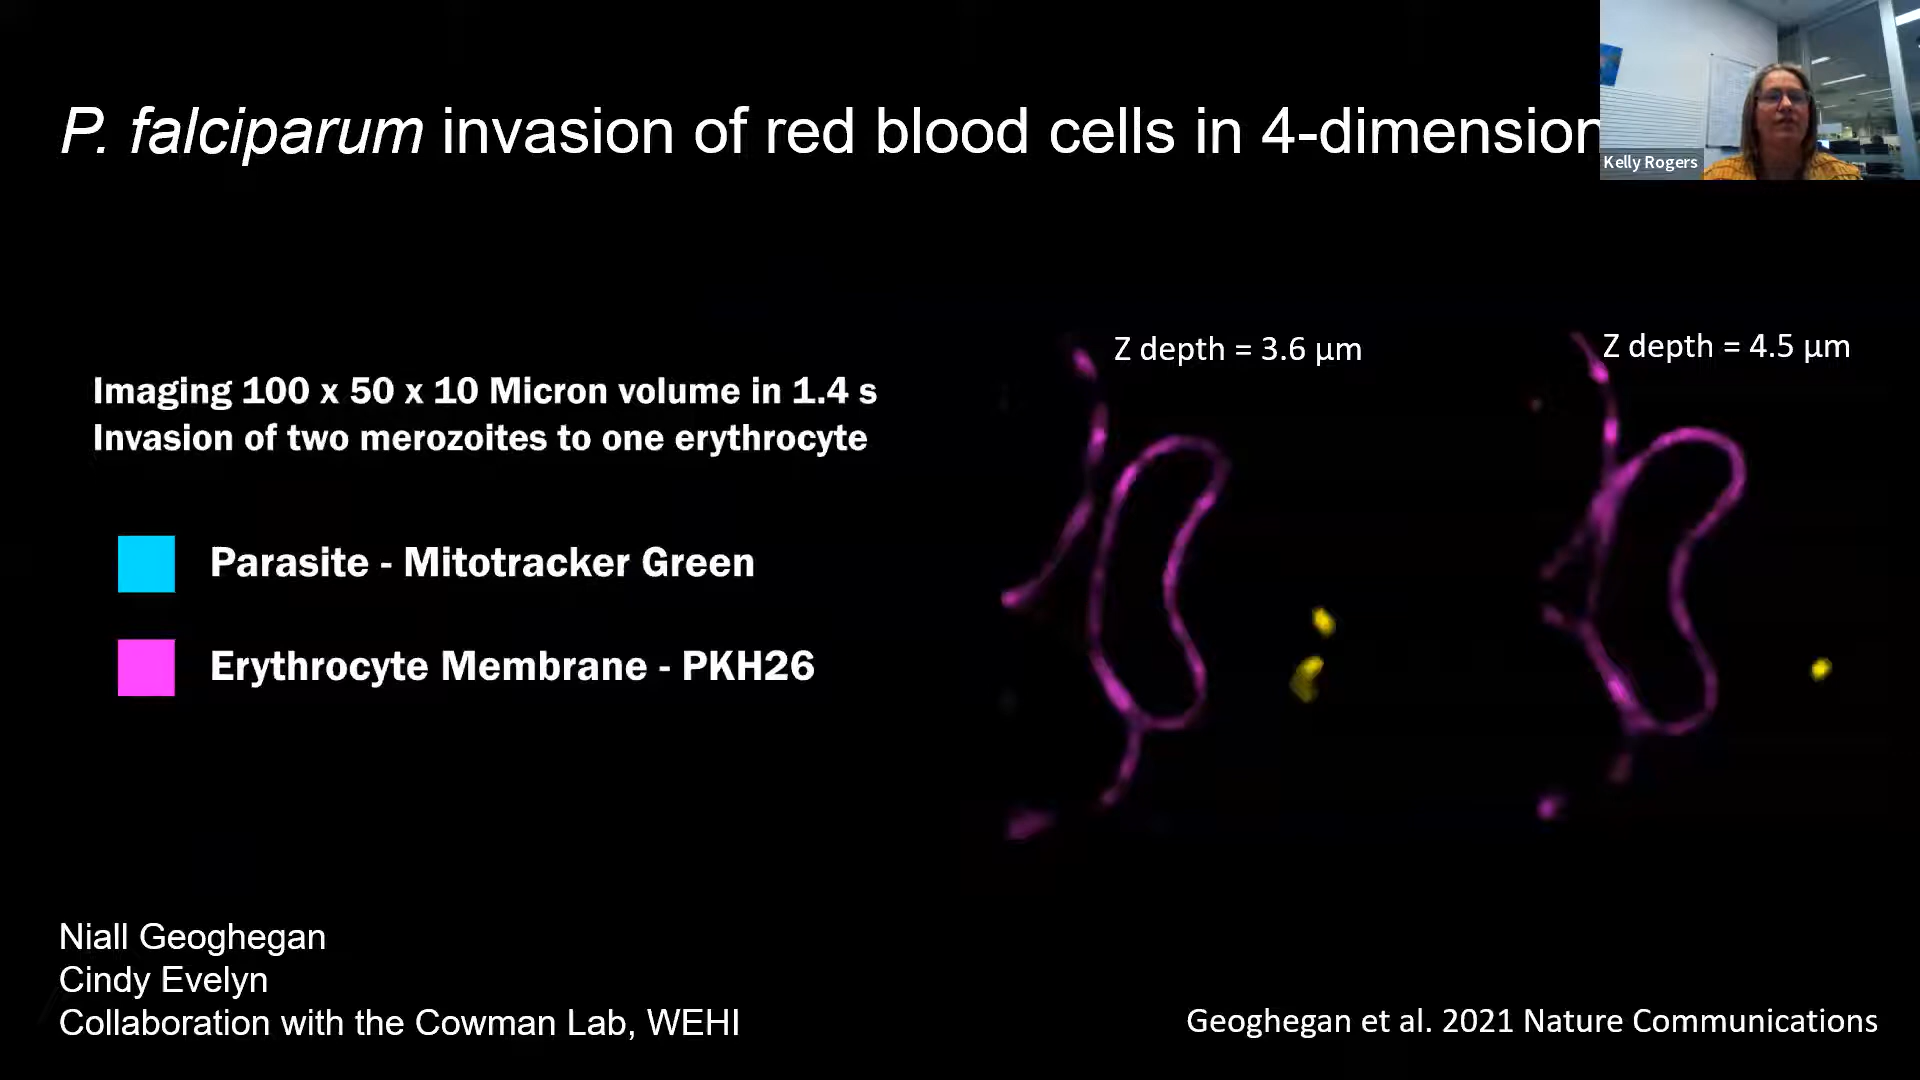 P. falciparum invasion of red blood cells in 4-dimension
Kelly Rogers
Z depth = 3.6 µm
Z depth = 4.5 µm
Imaging 100 x 50 x 10 Micron volume in 1.4 s
Invasion of two merozoites to one erythrocyte
Parasite - Mitotracker Green
Erythrocyte Membrane - PKH26
Niall Geoghegan
Cindy Evelyn
Collaboration with the Cowman Lab, WEHI
Geoghegan et al. 2021 Nature Communications